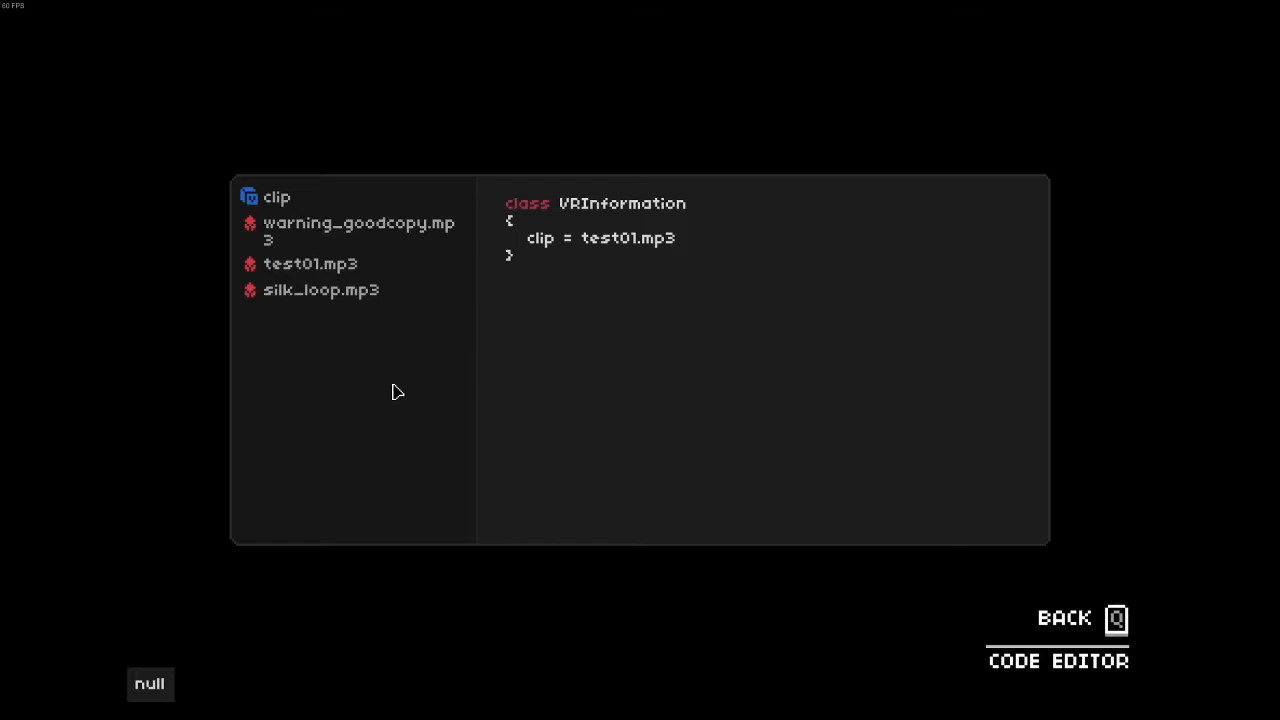 60 FPS
clip
warning_goodcopy.mp
3
test01.mp3
silk_loop.mp3
class VRInformation
{
clip = test01.mp3
}
BACK Q
CODE EDITOR
null